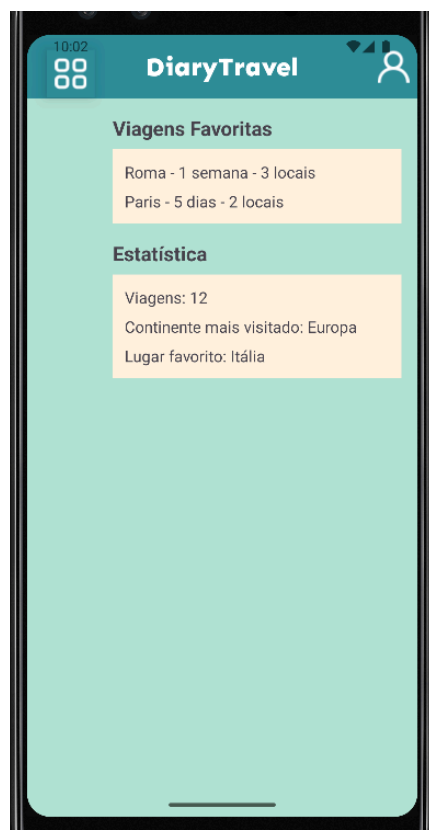 10:02
DiaryTravel
Viagens Favoritas
Roma - 1 semana - 3 locais
Paris - 5 dias - 2 locais
Estatística
Viagens: 12
Continente mais visitado: Europa
Lugar favorito: Itália